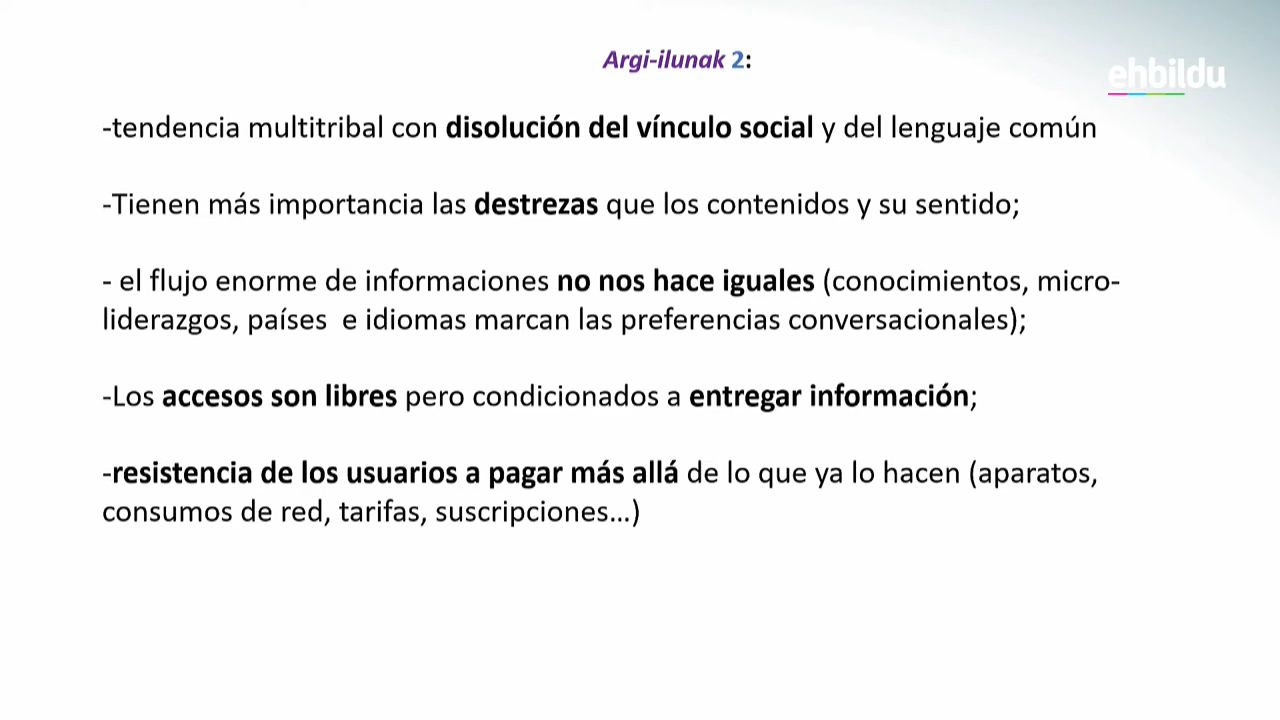 Argi-ilunak 2:
ehbildu
-tendencia multitribal con disolución del vínculo social y del lenguaje común
-Tienen más importancia las destrezas que los contenidos y su sentido;
- el flujo enorme de informaciones no nos hace iguales (conocimientos, micro-
liderazgos, países  e idiomas marcan las preferencias conversacionales);
-Los accesos son libres pero condicionados a entregar información;
-resistencia de los usuarios a pagar más allá de lo que ya lo hacen (aparatos,
consumos de red, tarifas, suscripciones…)